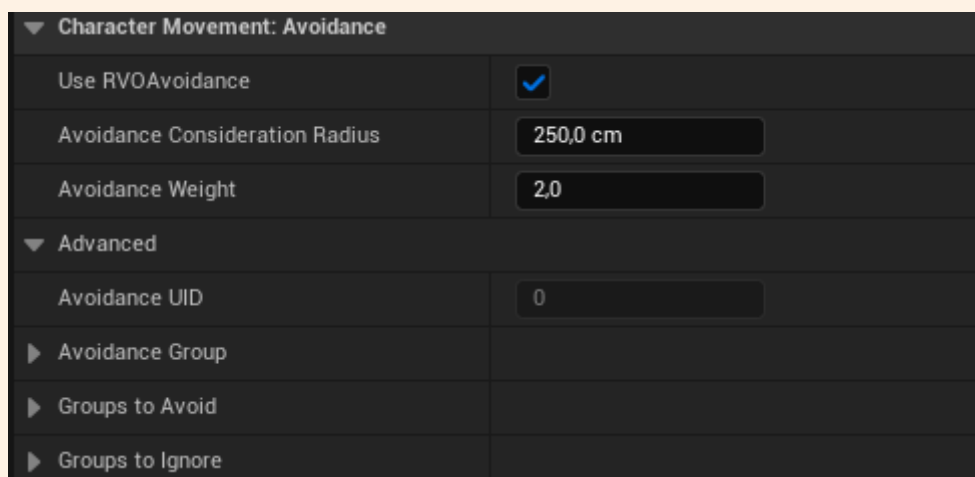 Character Movement: Avoidance
Use RVOAvoidance
Avoidance Consideration Radius 250,0 cm
Avoidance Weight 2,0
Advanced
Avoidance UID 0
Avoidance Group
Groups to Avoid
Groups to Ignore